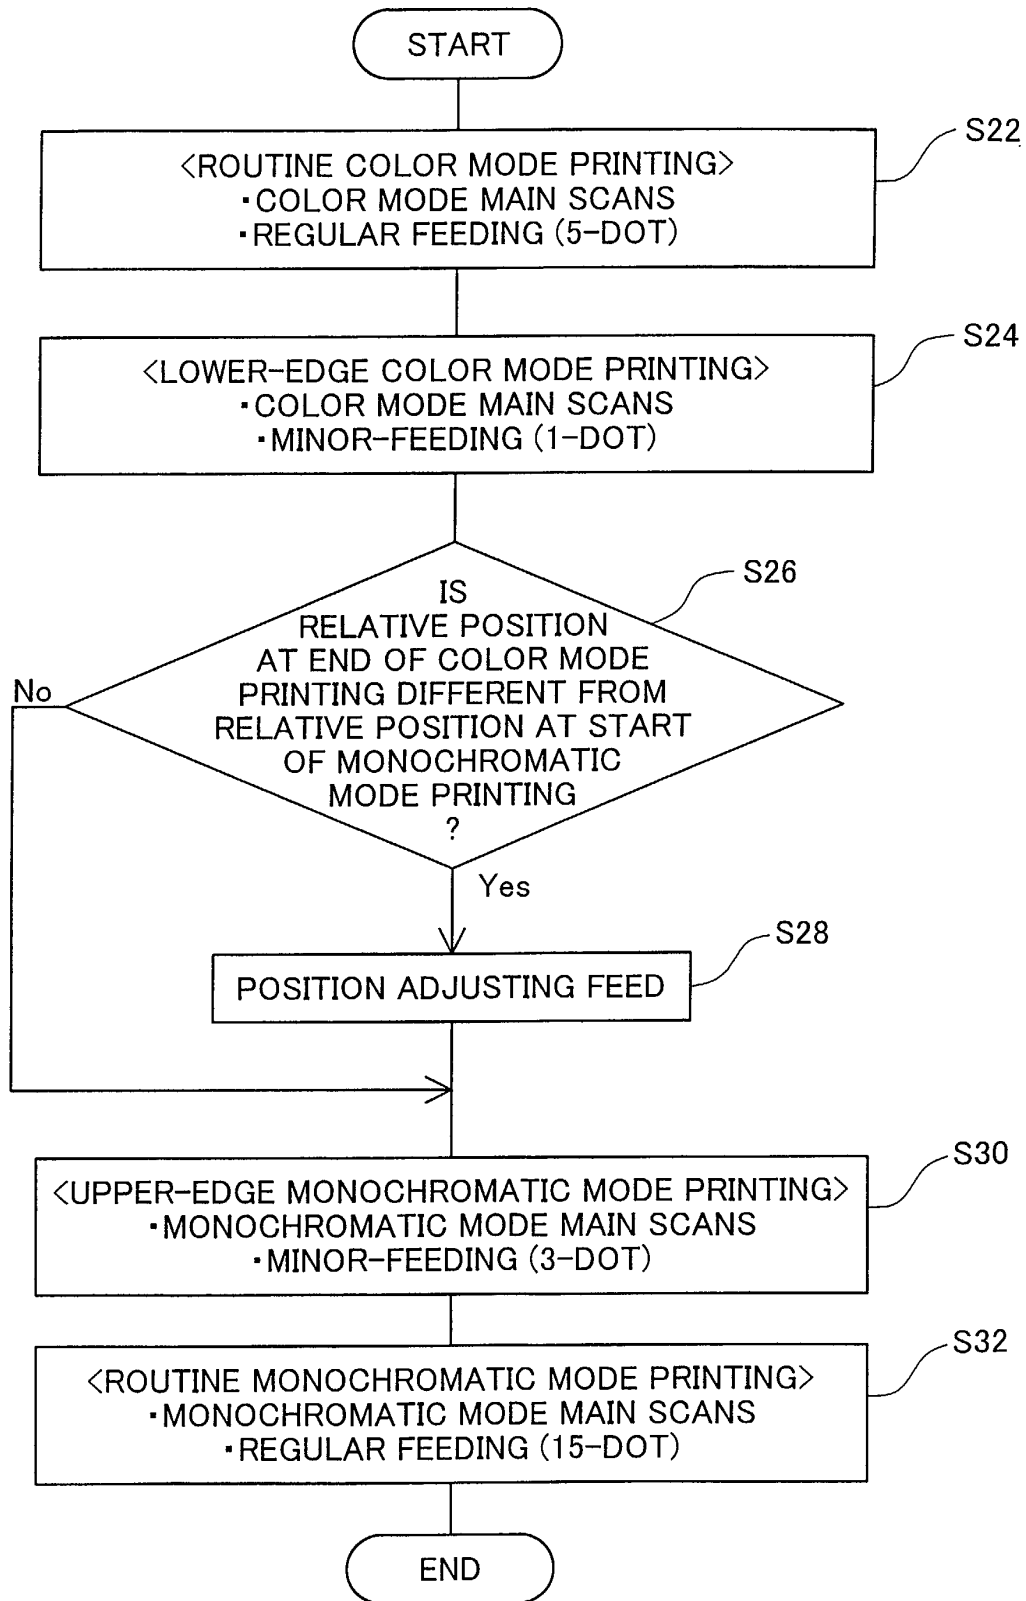 START
S22
<ROUTINE COLOR MODE PRINTING>
・COLOR MODE MAIN SCANS
・REGULAR FEEDING (5-DOT)
S24
<LOWER-EDGE COLOR MODE PRINTING>
・COLOR MODE MAIN SCANS
・MINOR-FEEDING (1-DOT)
S26
IS
RELATIVE POSITION
AT END OF COLOR MODE
PRINTING DIFFERENT FROM
RELATIVE POSITION AT START
OF MONOCHROMATIC
MODE PRINTING
?
No
Yes
S28
POSITION ADJUSTING FEED
S30
<UPPER-EDGE MONOCHROMATIC MODE PRINTING>
・MONOCHROMATIC MODE MAIN SCANS
・MINOR-FEEDING (3-DOT)
S32
<ROUTINE MONOCHROMATIC MODE PRINTING>
・MONOCHROMATIC MODE MAIN SCANS
・REGULAR FEEDING (15-DOT)
END